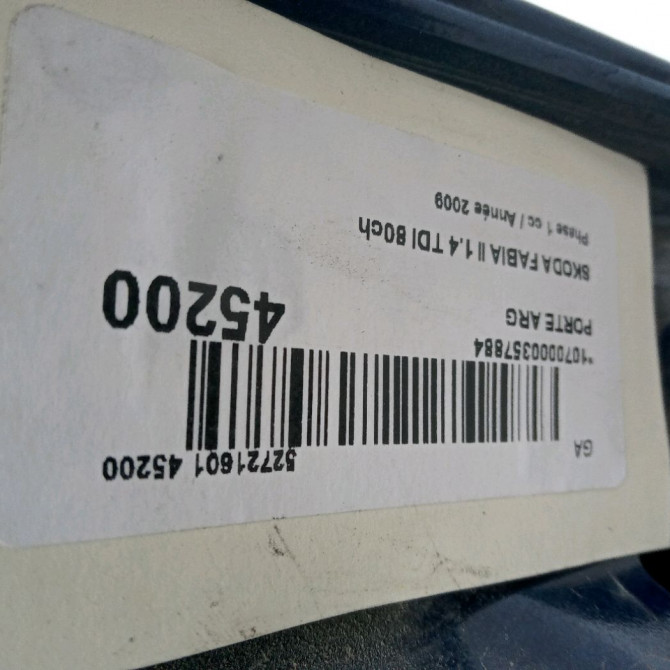 52721601 45200
GA
*1070000357884
PORTE ARG 45200
SKODA FABIA II 1.4 TDI 80ch
Phase 1 cc / Année 2009